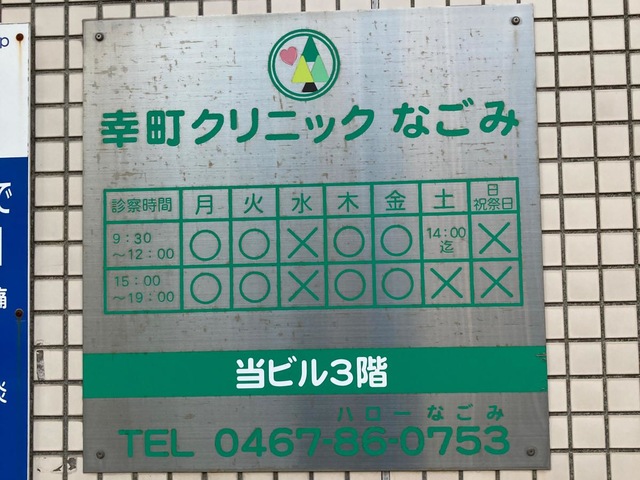 p
幸町クリニック なごみ
診察時間 月 火 水 木 金 土 日祝祭日
9:30～12:00 ○ ○ × ○ ○ 14:00迄 ×
15:00～19:00 ○ ○ × ○ ○ × ×
当ビル3階
ハローなごみ
TEL 0467-86-0753
で
痛